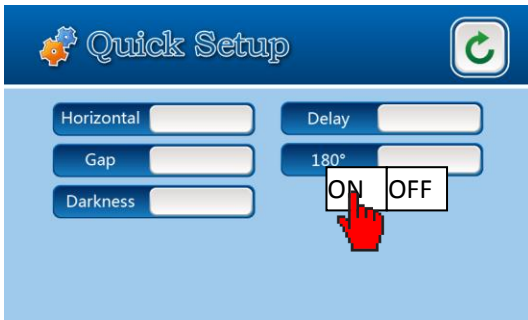 Quick Setup
Horizontal
Delay
Gap
180°
Darkness
ON OFF